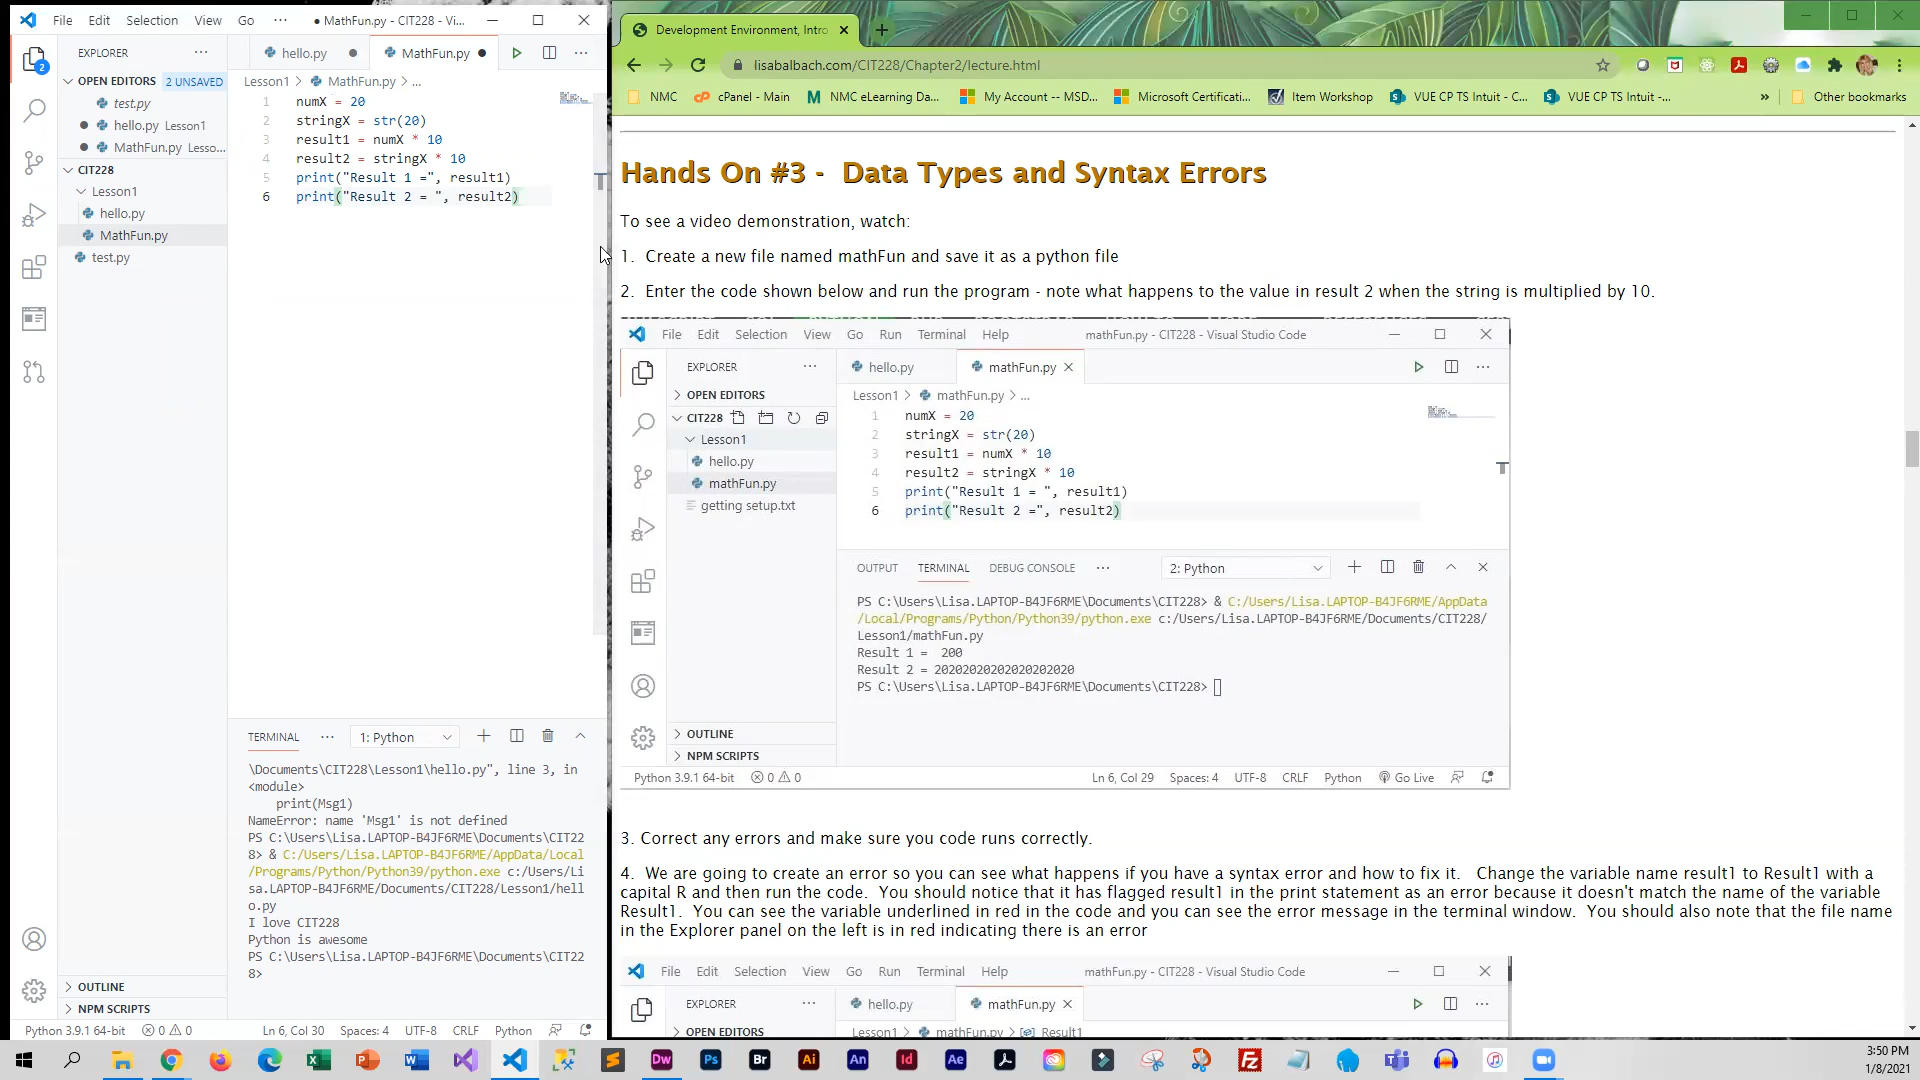 File Edit Selection View Go ··· ● MathFun.py - CIT228 - Vi...
EXPLORER ···
hello.py ●
MathFun.py ●
OPEN EDITORS 2 UNSAVED
test.py
● hello.py Lesson1
● MathFun.py Lesso...
CIT228
Lesson1
hello.py
MathFun.py
test.py
2
Lesson1 > MathFun.py > ...
1 numX = 20
2 stringX = str(20)
3 result1 = numX * 10
4 result2 = stringX * 10
5 print("Result 1 =", result1)
6 print("Result 2 = ", result2)
TERMINAL ··· 1: Python
\Documents\CIT228\Lesson1\hello.py", line 3, in
<module>
print(Msg1)
NameError: name 'Msg1' is not defined
PS C:\Users\Lisa.LAPTOP-B4JF6RME\Documents\CIT22
8> & C:/Users/Lisa.LAPTOP-B4JF6RME/AppData/Local
/Programs/Python/Python39/python.exe c:/Users/Li
sa.LAPTOP-B4JF6RME/Documents/CIT228/Lesson1/hell
o.py
I love CIT228
Python is awesome
PS C:\Users\Lisa.LAPTOP-B4JF6RME\Documents\CIT22
8>
OUTLINE
NPM SCRIPTS
Python 3.9.1 64-bit 0 0 Ln 6, Col 30 Spaces: 4 UTF-8 CRLF Python
Development Environment, Intro
lisabalbach.com/CIT228/Chapter2/lecture.html
NMC cPanel - Main NMC eLearning Da... My Account -- MSD... Microsoft Certificati... Item Workshop VUE CP TS Intuit - C... VUE CP TS Intuit -... » Other bookmarks
Hands On #3 - Data Types and Syntax Errors
To see a video demonstration, watch:
1. Create a new file named mathFun and save it as a python file
2. Enter the code shown below and run the program - note what happens to the value in result 2 when the string is multiplied by 10.
File Edit Selection View Go Run Terminal Help mathFun.py - CIT228 - Visual Studio Code
EXPLORER ···
hello.py
mathFun.py
OPEN EDITORS
CIT228
Lesson1
hello.py
mathFun.py
getting setup.txt
Lesson1 > mathFun.py > ...
1 numX = 20
2 stringX = str(20)
3 result1 = numX * 10
4 result2 = stringX * 10
5 print("Result 1 = ", result1)
6 print("Result 2 =", result2)
OUTPUT TERMINAL DEBUG CONSOLE ··· 2: Python
PS C:\Users\Lisa.LAPTOP-B4JF6RME\Documents\CIT228> & C:/Users/Lisa.LAPTOP-B4JF6RME/AppData
/Local/Programs/Python/Python39/python.exe c:/Users/Lisa.LAPTOP-B4JF6RME/Documents/CIT228/
Lesson1/mathFun.py
Result 1 =  200
Result 2 = 20202020202020202020
PS C:\Users\Lisa.LAPTOP-B4JF6RME\Documents\CIT228>
OUTLINE
NPM SCRIPTS
Python 3.9.1 64-bit 0 0 Ln 6, Col 29 Spaces: 4 UTF-8 CRLF Python Go Live
3. Correct any errors and make sure you code runs correctly.
4. We are going to create an error so you can see what happens if you have a syntax error and how to fix it. Change the variable name result1 to Result1 with a
capital R and then run the code. You should notice that it has flagged result1 in the print statement as an error because it doesn't match the name of the variable
Result1. You can see the variable underlined in red in the code and you can see the error message in the terminal window. You should also note that the file name
in the Explorer panel on the left is in red indicating there is an error
File Edit Selection View Go Run Terminal Help mathFun.py - CIT228 - Visual Studio Code
EXPLORER ···
hello.py
mathFun.py
OPEN EDITORS
Lesson1 > mathFun.py > Result1
Dw Ps Br Ai An Id Ae
3:50 PM
1/8/2021